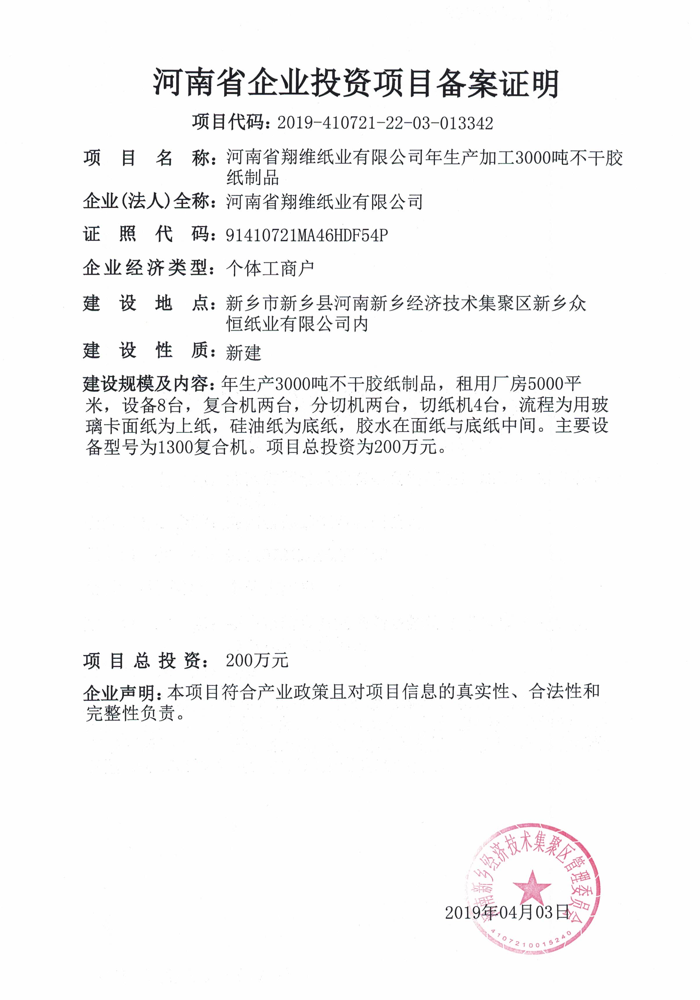 河南省企业投资项目备案证明
项目代码：2019-410721-22-03-013342
项目名称：河南省翔维纸业有限公司年生产加工3000吨不干胶
纸制品
企业(法人)全称：河南省翔维纸业有限公司
证照代码：91410721MA46HDF54P
企业经济类型：个体工商户
建设地点：新乡市新乡县河南新乡经济技术集聚区新乡众
恒纸业有限公司内
建设性质：新建
建设规模及内容：年生产3000吨不干胶纸制品，租用厂房5000平
米，设备8台，复合机两台，分切机两台，切纸机4台，流程为用玻
璃卡面纸为上纸，硅油纸为底纸，胶水在面纸与底纸中间。主要设
备型号为1300复合机。项目总投资为200万元。
项目总投资：200万元
企业声明：本项目符合产业政策且对项目信息的真实性、合法性和
完整性负责。
河南新乡经济技术集聚区管理委员会
2019年04月03日
4107210015240